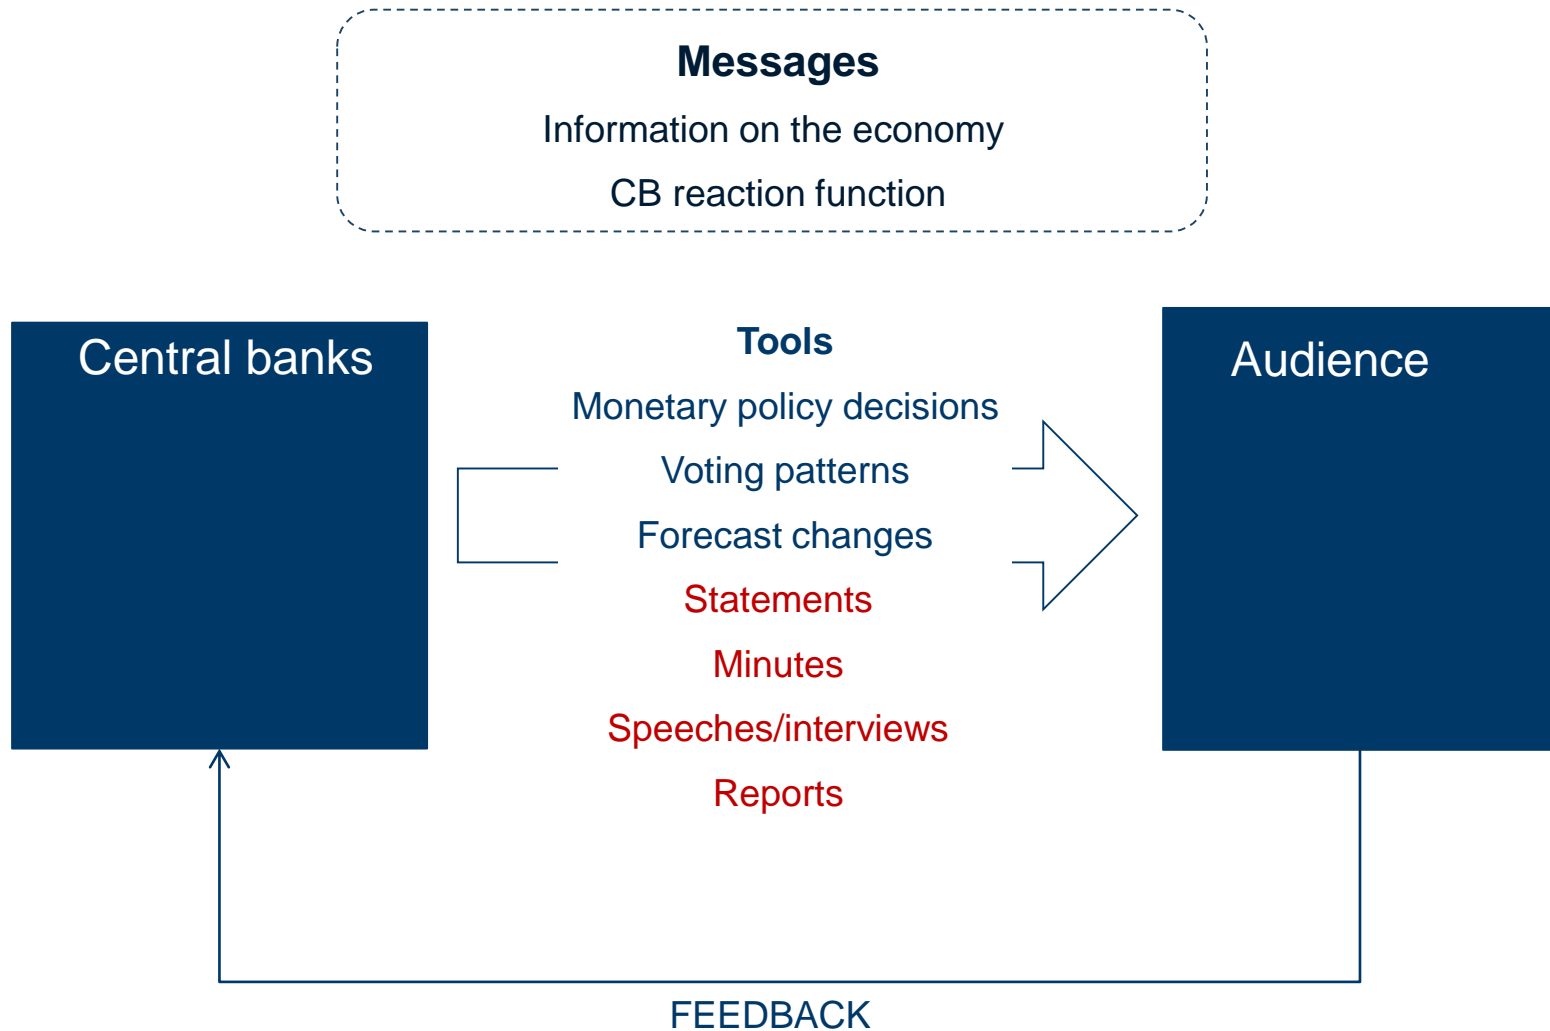 Messages
Information on the economy
CB reaction function
Central banks
Tools
Monetary policy decisions
Voting patterns
Forecast changes
Statements
Minutes
Speeches/interviews
Reports
Audience
FEEDBACK